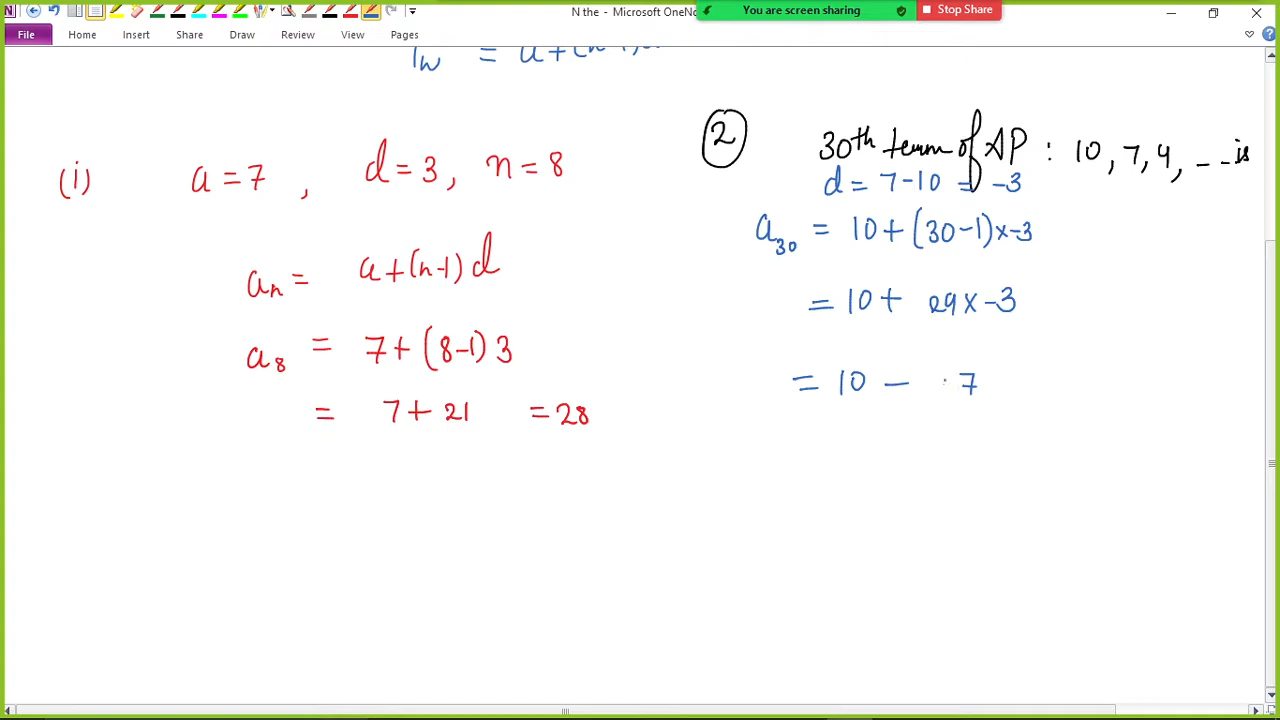 N the - Microsoft OneNo
You are screen sharing
Stop Share
File Home Insert Share Draw Review View Pages
(i) a = 7 , d = 3, n = 8
an = a+(n-1) d
a8 = 7+(8-1) 3
= 7+ 21 = 28
2 30th term of AP : 10, 7, 4, --- is
d = 7-10 = -3
a30 = 10+(30-1)x-3
= 10+ 29x-3
= 10 - 7